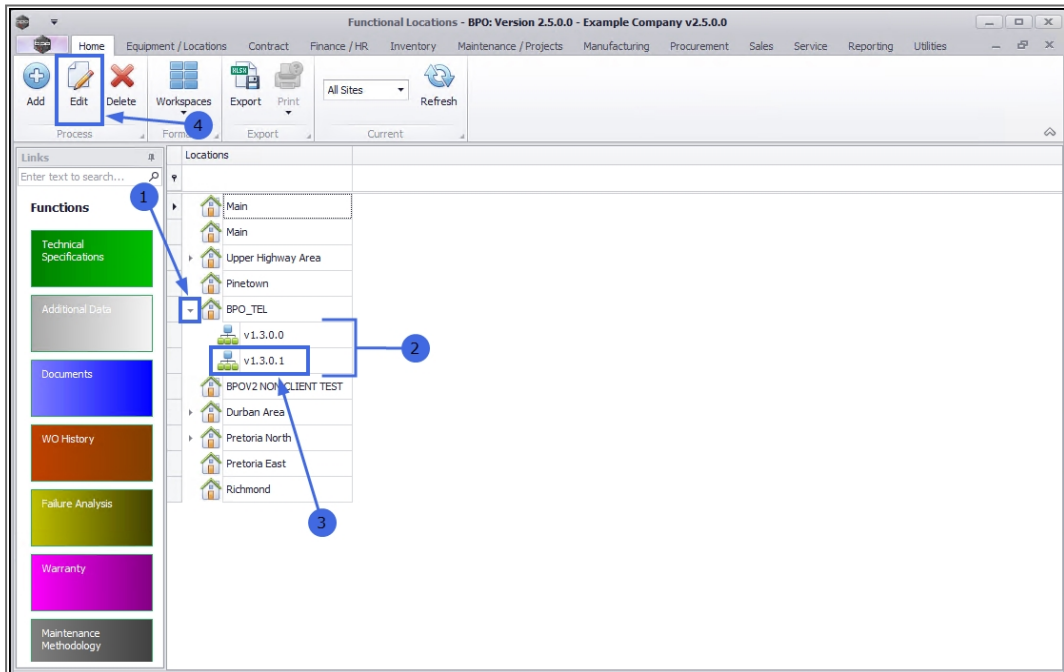 Functional Locations - BPO: Version 2.5.0.0 - Example Company v2.5.0.0
Home Equipment / Locations Contract Finance / HR Inventory Maintenance / Projects Manufacturing Procurement Sales Service Reporting Utilities
Add Edit Delete Workspaces Export Print All Sites Refresh
4
Process Export Current
Links
Locations
Enter text to search...
Functions
1
Technical
Specifications
Additional Data
Documents
WO History
Failure Analysis
Warranty
Maintenance
Methodology
Main
Main
Upper Highway Area
Pinetown
BPO_TEL
v1.3.0.0
2
v1.3.0.1
BPOV2 NON CLIENT TEST
Durban Area
Pretoria North
Pretoria East
Richmond
3